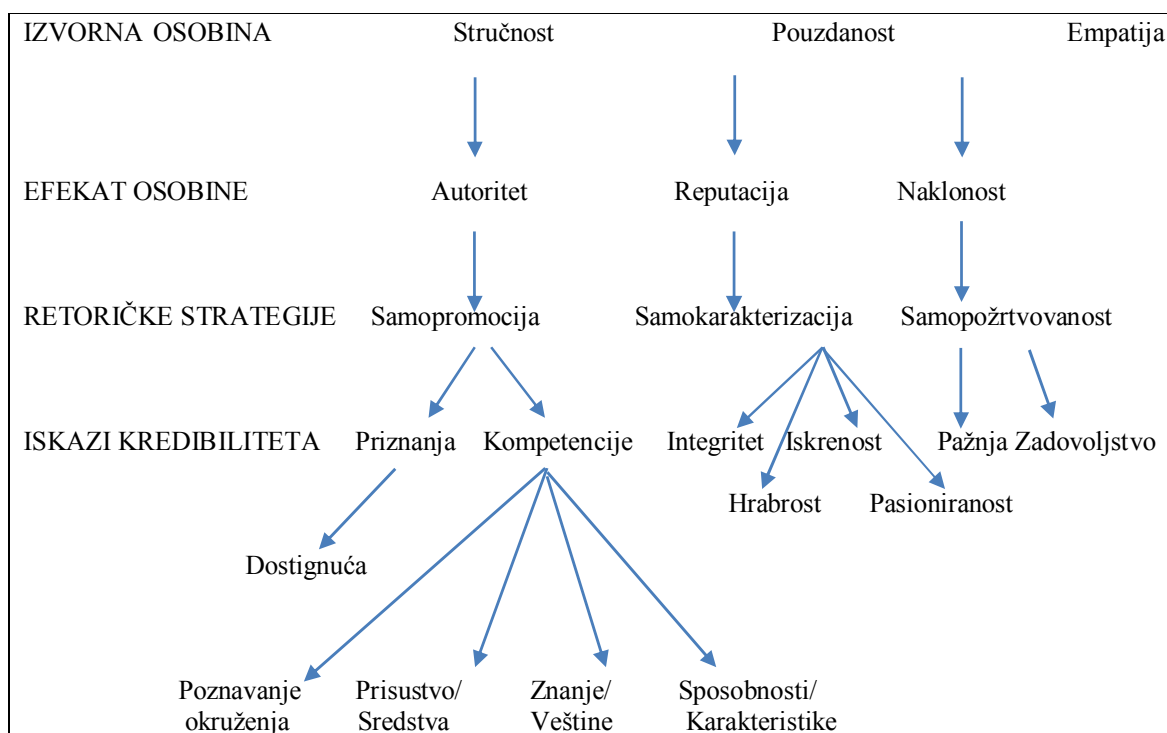 IZVORNA OSOBINA Stručnost Pouzdanost Empatija
EFEKAT OSOBINE Autoritet Reputacija Naklonost
RETORIČKE STRATEGIJE Samopromocija Samokarakterizacija Samopožrtvovanost
ISKAZI KREDIBILITETA Priznanja Kompetencije Integritet Iskrenost Pažnja Zadovoljstvo
Hrabrost Pasioniranost
Dostignuća
Poznavanje Prisustvo/ Znanje/ Sposobnosti/
okruženja Sredstva Veštine Karakteristike